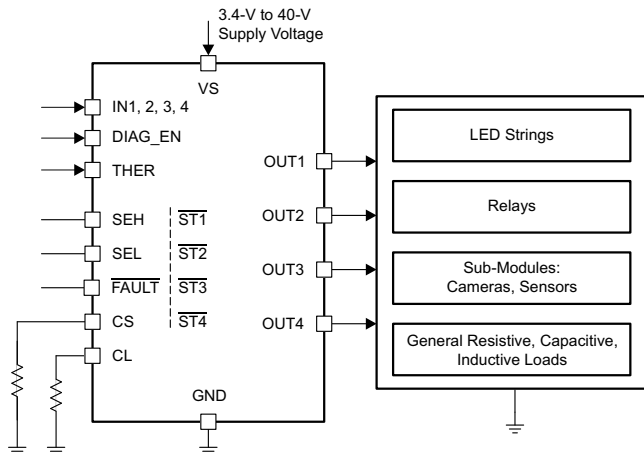 3.4-V to 40-V
Supply Voltage
VS
IN1, 2, 3, 4
DIAG_EN
THER
SEH
ST1
SEL
ST2
FAULT
ST3
CS
ST4
CL
GND
OUT1
OUT2
OUT3
OUT4
LED Strings
Relays
Sub-Modules:
Cameras, Sensors
General Resistive, Capacitive,
Inductive Loads